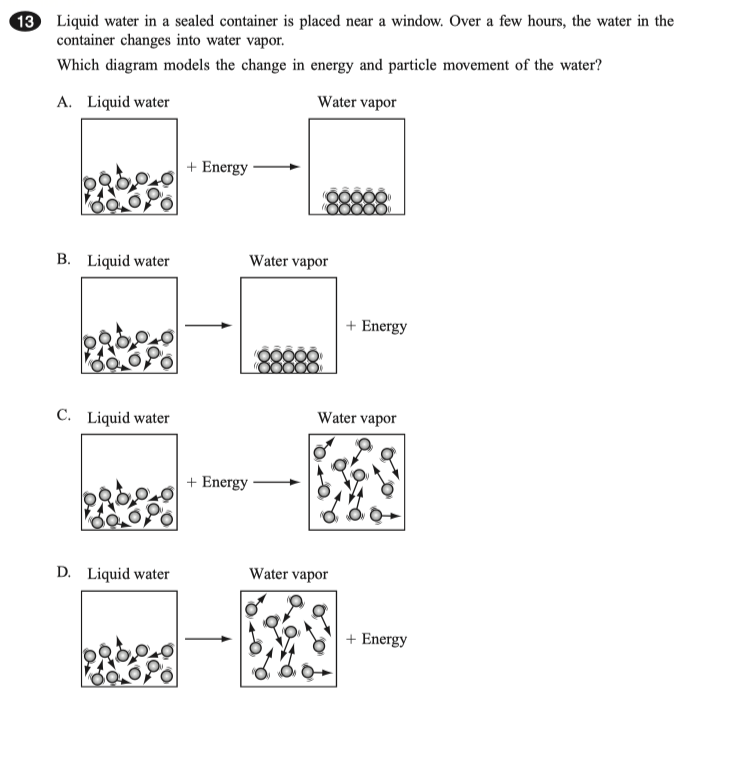 13 Liquid water in a sealed container is placed near a window. Over a few hours, the water in the
container changes into water vapor.
Which diagram models the change in energy and particle movement of the water?
A. Liquid water Water vapor
+ Energy
B. Liquid water Water vapor
+ Energy
C. Liquid water Water vapor
+ Energy
D. Liquid water Water vapor
+ Energy